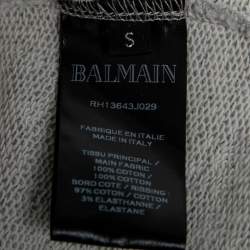 S
BALMAIN
RH13643J029
FABRIQUE EN ITALIE
MADE IN ITALY
TISSU PRINCIPAL /
MAIN FABRIC
100% COTON /
100% COTTON
BORD COTE / RIBBING :
97% COTON / COTTON
3% ELASTHANNE /
ELASTANE